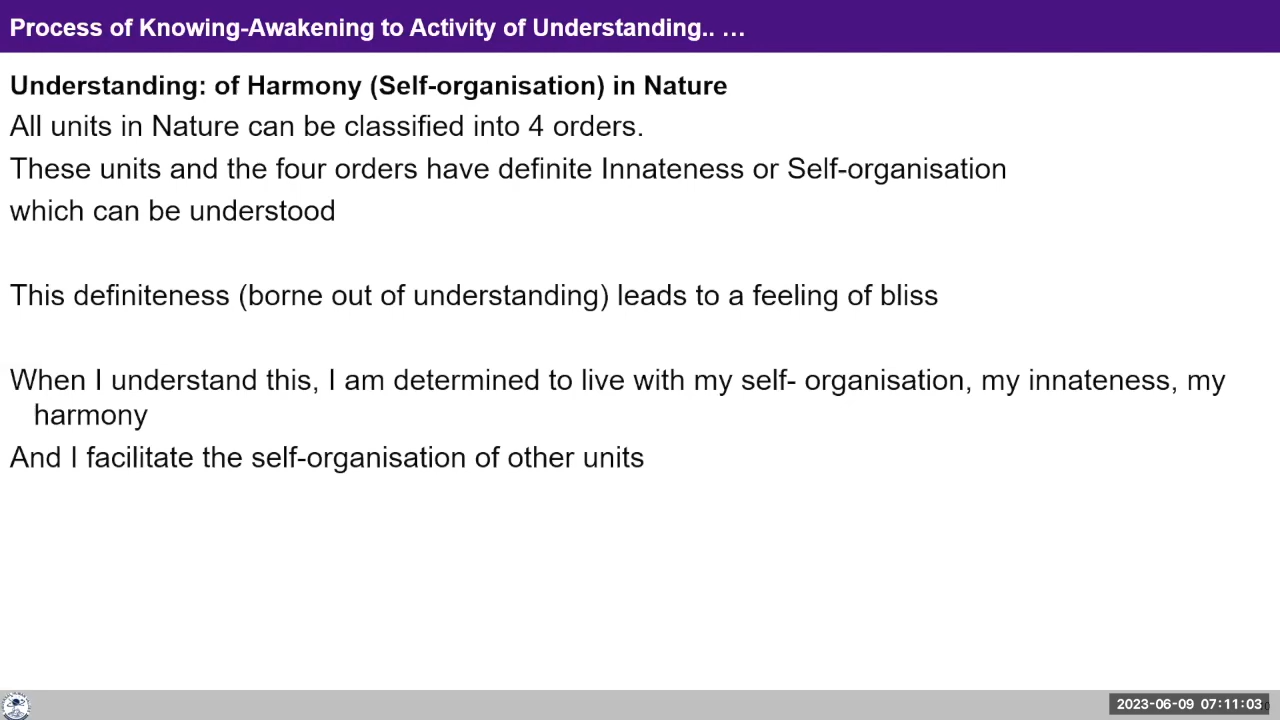 Process of Knowing-Awakening to Activity of Understanding.. …
Understanding: of Harmony (Self-organisation) in Nature
All units in Nature can be classified into 4 orders.
These units and the four orders have definite Innateness or Self-organisation
which can be understood
This definiteness (borne out of understanding) leads to a feeling of bliss
When I understand this, I am determined to live with my self- organisation, my innateness, my
harmony
And I facilitate the self-organisation of other units
2023-06-09 07:11:03